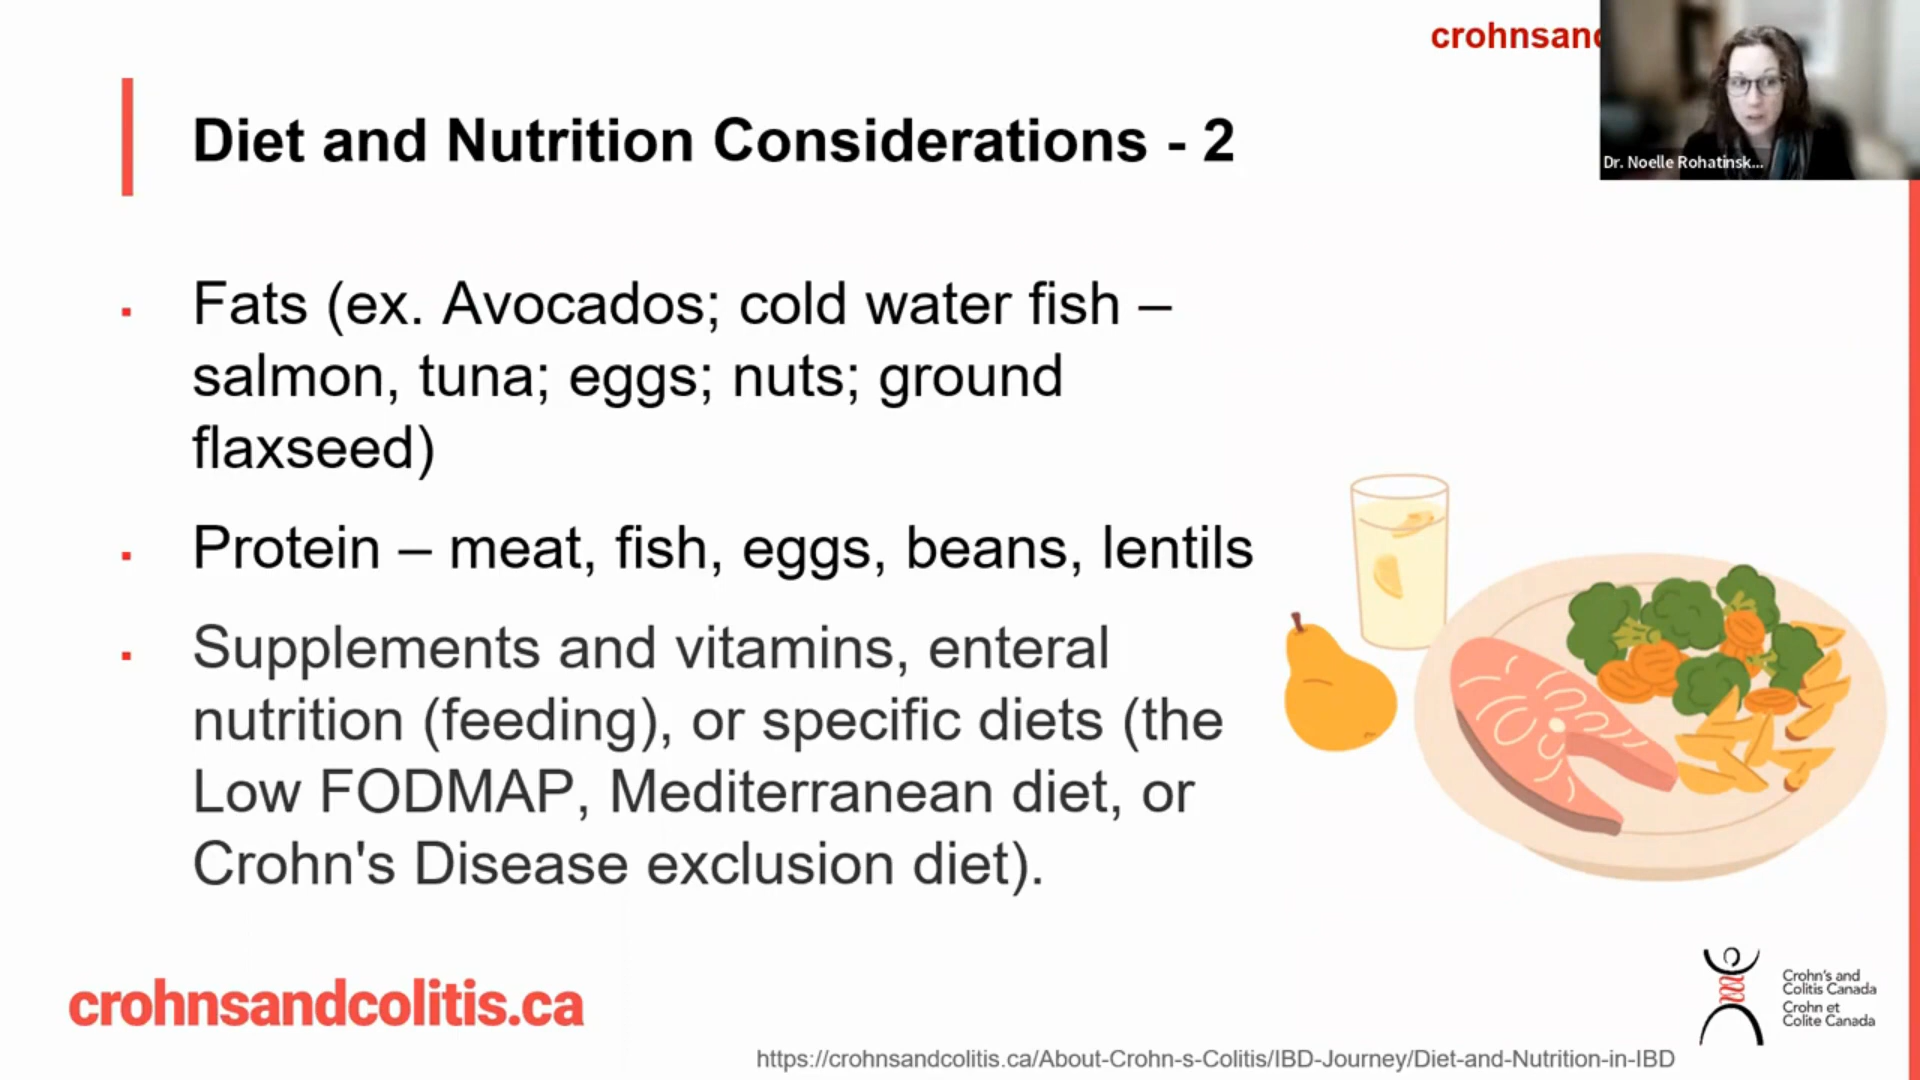 crohnsand
Dr. Noelle Rohatinsk...
Diet and Nutrition Considerations - 2
▪ Fats (ex. Avocados; cold water fish –
salmon, tuna; eggs; nuts; ground
flaxseed)
▪ Protein – meat, fish, eggs, beans, lentils
▪ Supplements and vitamins, enteral
nutrition (feeding), or specific diets (the
Low FODMAP, Mediterranean diet, or
Crohn's Disease exclusion diet).
crohnsandcolitis.ca
Crohn's and
Colitis Canada
Crohn et
Colite Canada
https://crohnsandcolitis.ca/About-Crohn-s-Colitis/IBD-Journey/Diet-and-Nutrition-in-IBD